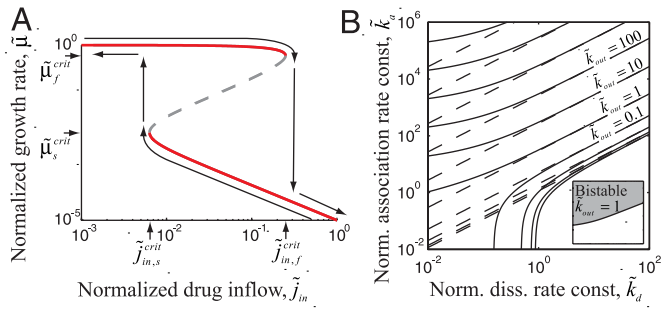 A
Normalized growth rate, μ̃
10⁰
μ̃_f^crit
μ̃_s^crit
10⁻⁵
10⁻³
10⁻²
10⁻¹
10⁰
j̃_in,s^crit
j̃_in,f^crit
Normalized drug inflow, j̃_in
B
Norm. association rate const, k̃_a
10⁶
10⁴
10²
10⁰
10⁻²
k̃_out = 100
k̃_out = 10
k̃_out = 1
k̃_out = 0.1
Bistable
k̃_out = 1
10⁻²
10⁰
10²
Norm. diss. rate const, k̃_d